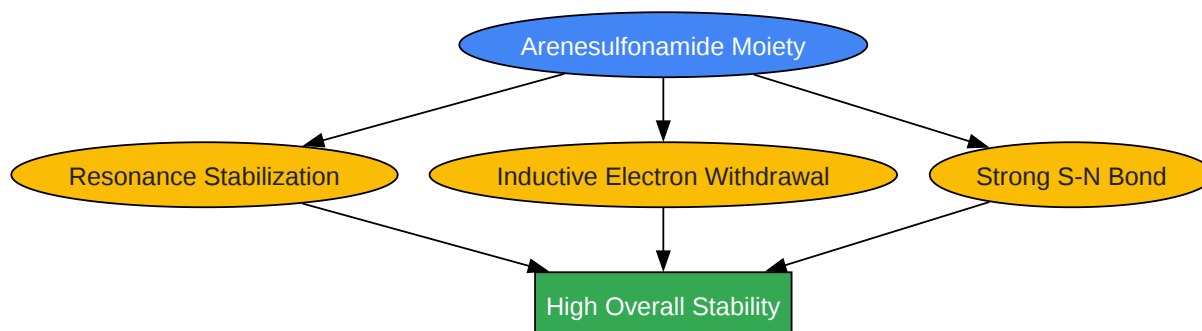 Arenesulfonamide Moiety
Resonance Stabilization
Inductive Electron Withdrawal
Strong S-N Bond
High Overall Stability